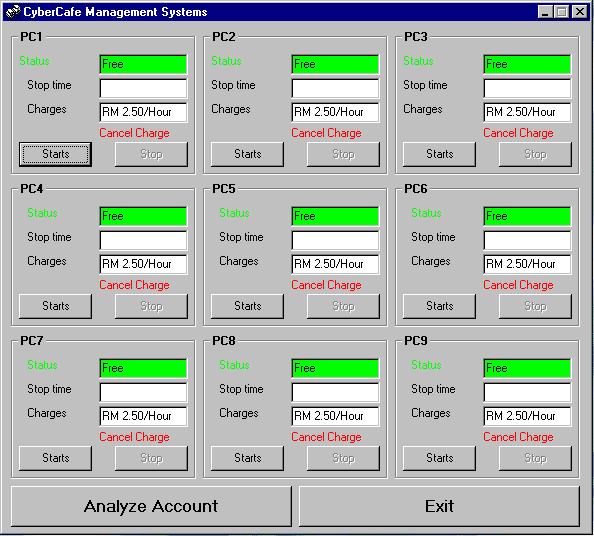 CyberCafe Management Systems
PC1
Status Free
Stop time
Charges RM 2.50/Hour
Cancel Charge
Starts Stop
PC2
Status Free
Stop time
Charges RM 2.50/Hour
Cancel Charge
Starts Stop
PC3
Status Free
Stop time
Charges RM 2.50/Hour
Cancel Charge
Starts Stop
PC4
Status Free
Stop time
Charges RM 2.50/Hour
Cancel Charge
Starts Stop
PC5
Status Free
Stop time
Charges RM 2.50/Hour
Cancel Charge
Starts Stop
PC6
Status Free
Stop time
Charges RM 2.50/Hour
Cancel Charge
Starts Stop
PC7
Status Free
Stop time
Charges RM 2.50/Hour
Cancel Charge
Starts Stop
PC8
Status Free
Stop time
Charges RM 2.50/Hour
Cancel Charge
Starts Stop
PC9
Status Free
Stop time
Charges RM 2.50/Hour
Cancel Charge
Starts Stop
Analyze Account Exit